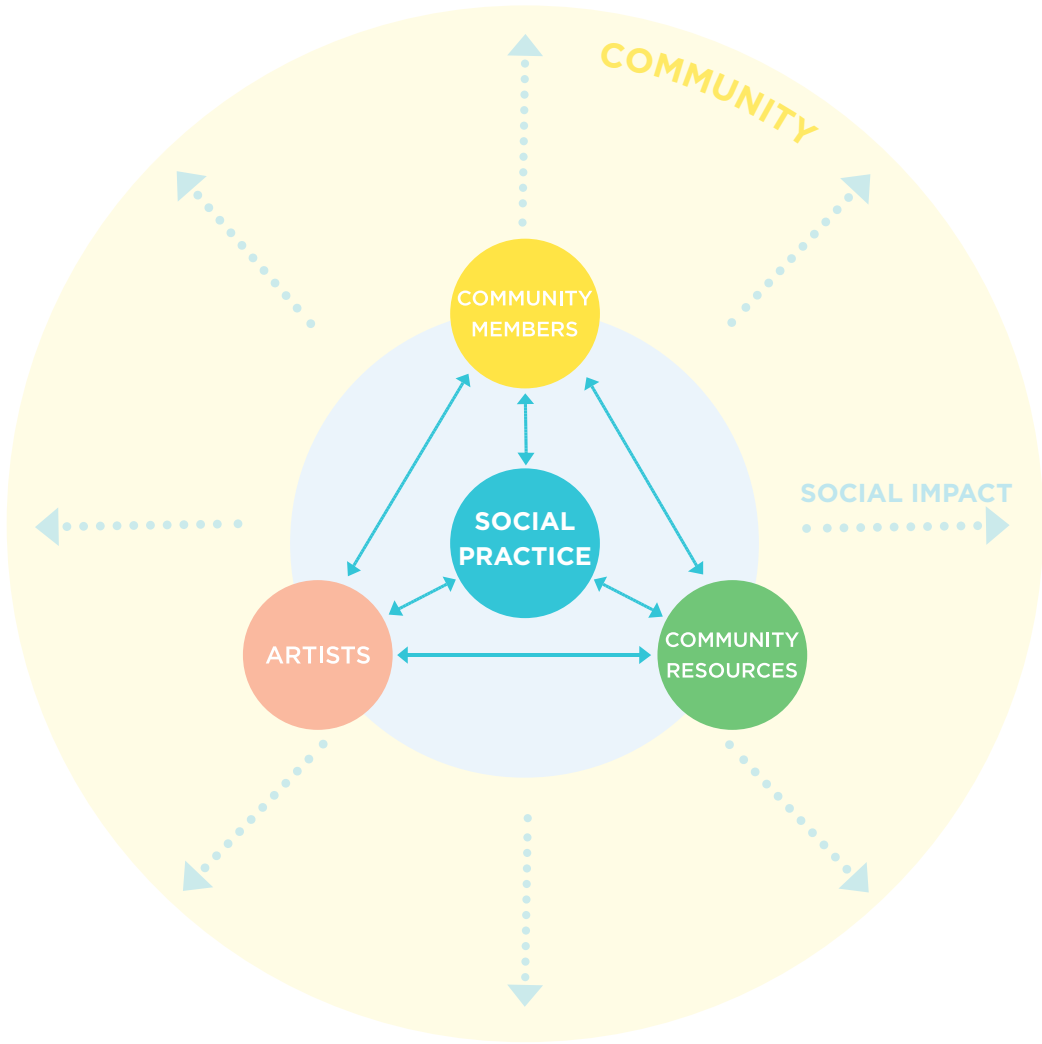 COMMUNITY
COMMUNITY
MEMBERS
SOCIAL IMPACT
SOCIAL
PRACTICE
ARTISTS
COMMUNITY
RESOURCES